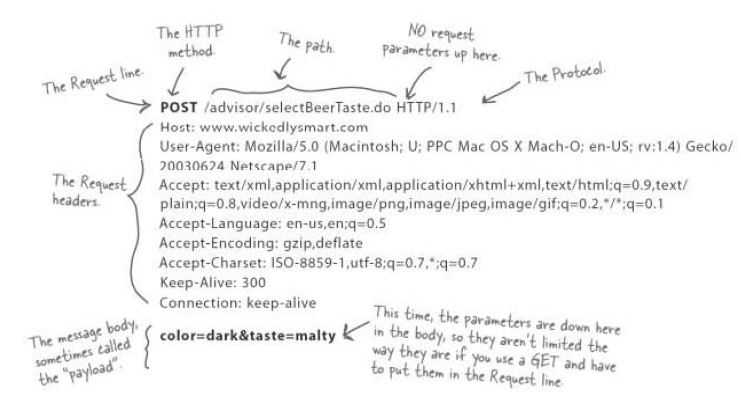 The HTTP
method.
The path.
NO request
parameters up here.
The Request line.
The Protocol.
POST /advisor/selectBeerTaste.do HTTP/1.1
Host: www.wickedlysmart.com
User-Agent: Mozilla/5.0 (Macintosh; U; PPC Mac OS X Mach-O; en-US; rv:1.4) Gecko/
20030624 Netscape/7.1
The Request
headers.
Accept: text/xml,application/xml,application/xhtml+xml,text/html;q=0.9,text/
plain;q=0.8,video/x-mng,image/png,image/jpeg,image/gif;q=0.2,*/*;q=0.1
Accept-Language: en-us,en;q=0.5
Accept-Encoding: gzip,deflate
Accept-Charset: ISO-8859-1,utf-8;q=0.7,*;q=0.7
Keep-Alive: 300
Connection: keep-alive
The message body,
sometimes called
the "payload".
color=dark&taste=malty
This time, the parameters are down here
in the body, so they aren't limited the
way they are if you use a GET and have
to put them in the Request line.